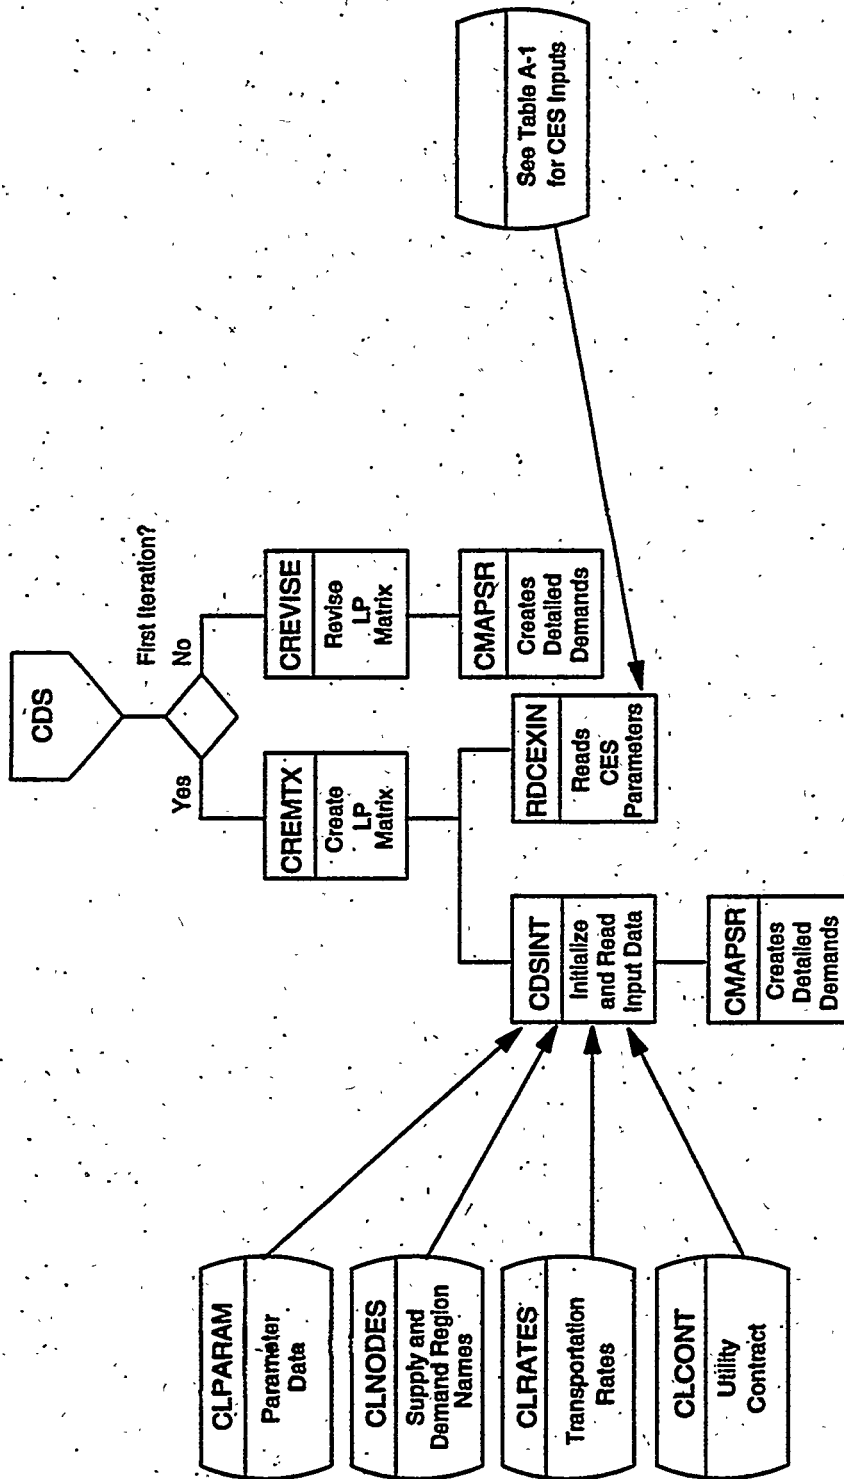 CDS
First Iteration?
Yes
No
CREMTX
Create
LP
Matrix
CREVISE
Revise
LP
Matrix
CMAPSR
Creates
Detailed
Demands
CDSINT
Initialize
and Read
Input Data
RDCEXIN
Reads
CES
Parameters
CMAPSR
Creates
Detailed
Demands
CLPARAM
Parameter
Data
CLNODES
Supply and
Demand Region
Names
CLRATES
Transportation
Rates
CLCONT
Utility
Contract
See Table A-1
for CES Inputs